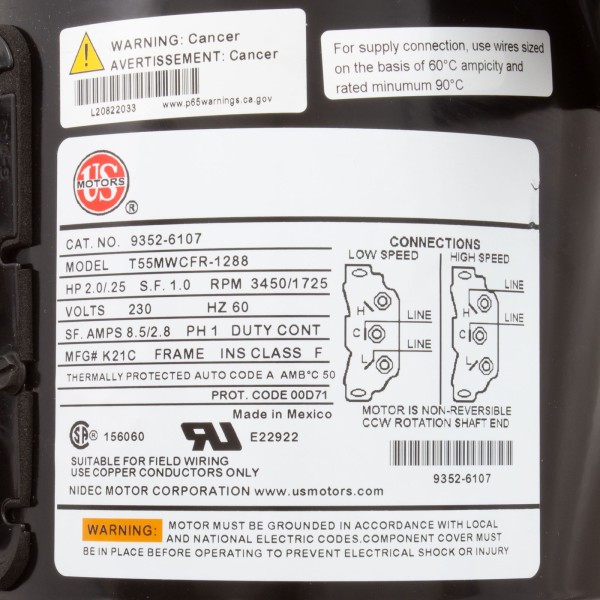 WARNING: Cancer
AVERTISSEMENT: Cancer
L20822033
www.p65warnings.ca.gov
For supply connection, use wires sized
on the basis of 60°C ampicity and
rated minumum 90°C
US
MOTORS
®
CAT. NO. 9352-6107
MODEL T55MWCFR-1288
HP 2.0/.25 S.F. 1.0 RPM 3450/1725
VOLTS 230 HZ 60
SF. AMPS 8.5/2.8 PH 1 DUTY CONT
MFG# K21C FRAME INS CLASS F
THERMALLY PROTECTED AUTO CODE A AMB°C 50
PROT. CODE 00D71
Made in Mexico
CONNECTIONS
LOW SPEED HIGH SPEED
H LINE H LINE
C LINE C LINE
L L
MOTOR IS NON-REVERSIBLE
CCW ROTATION SHAFT END
SA® 156060 RU E22922
SUITABLE FOR FIELD WIRING
USE COPPER CONDUCTORS ONLY
NIDEC MOTOR CORPORATION www.usmotors.com
9352-6107
WARNING: MOTOR MUST BE GROUNDED IN ACCORDANCE WITH LOCAL
AND NATIONAL ELECTRIC CODES.COMPONENT COVER MUST
BE IN PLACE BEFORE OPERATING TO PREVENT ELECTRICAL SHOCK OR INJURY